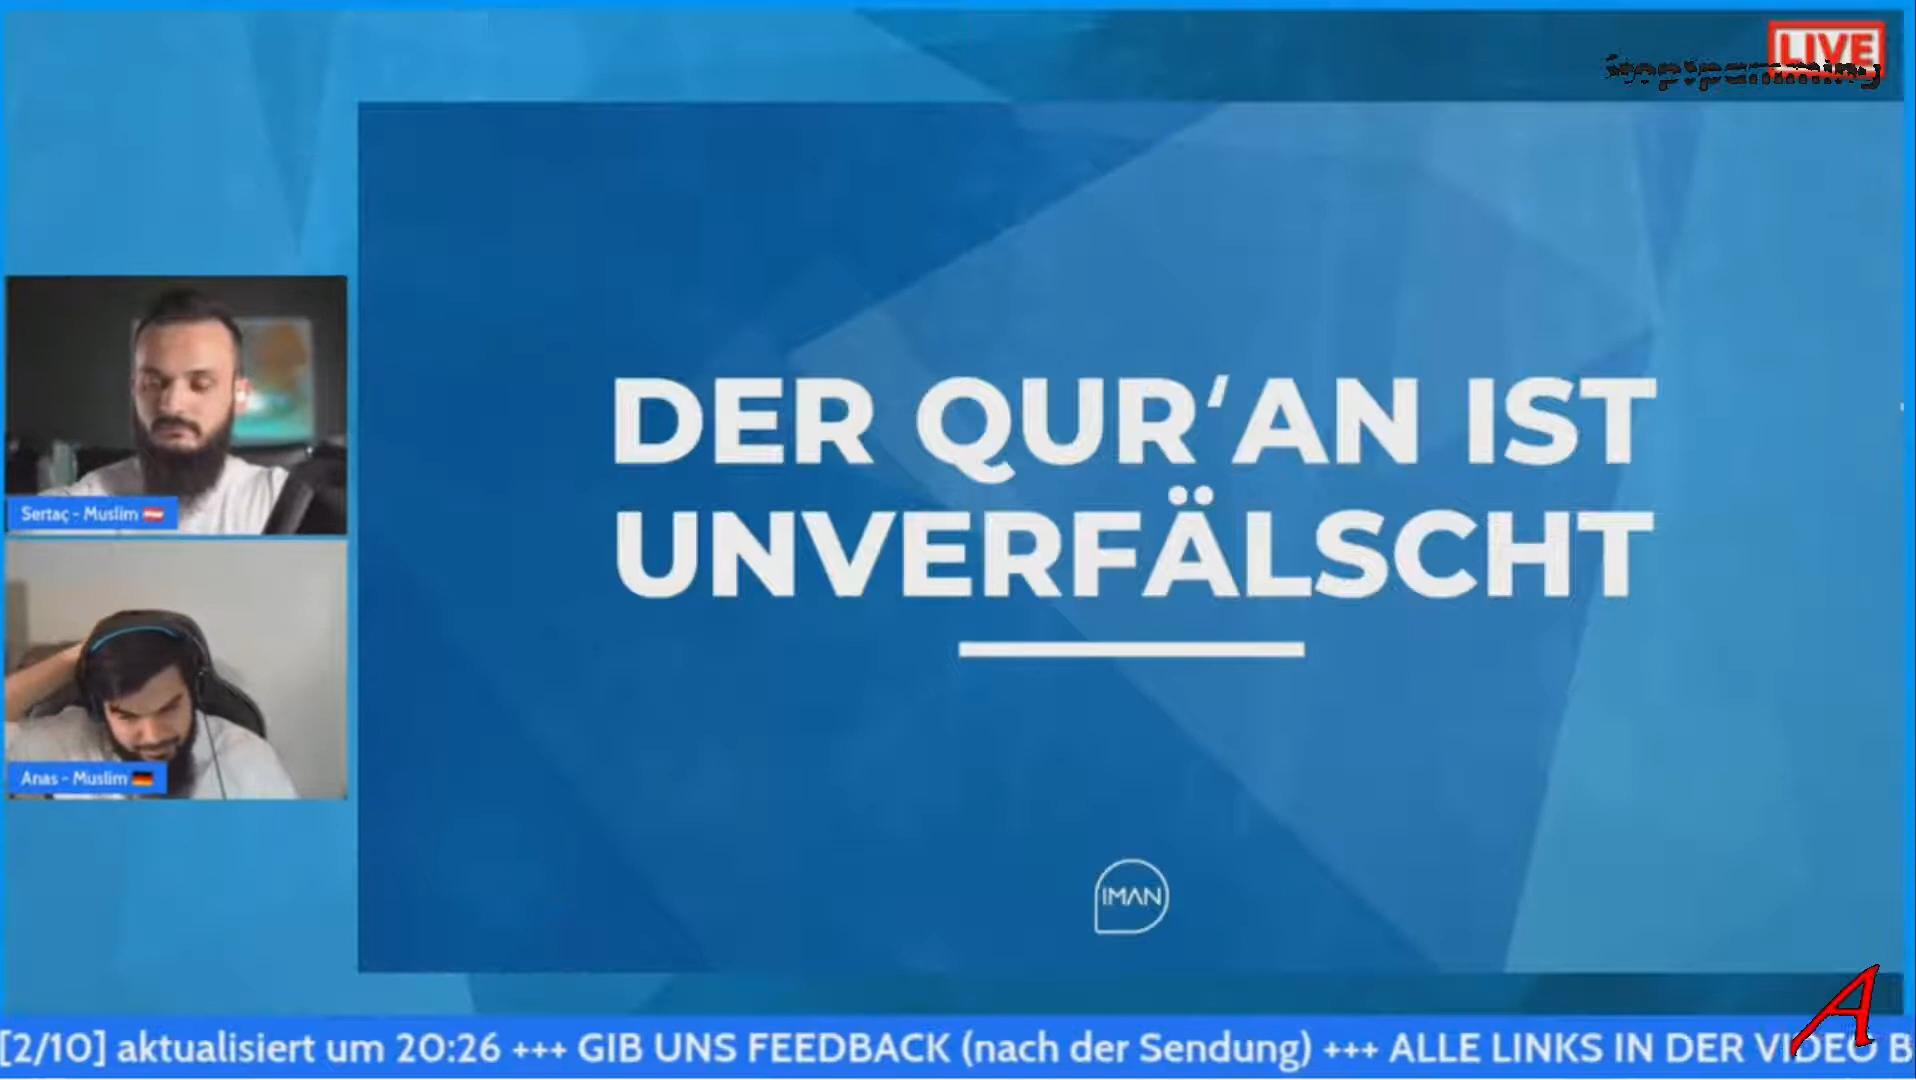 LIVE
DER QUR‘AN IST
UNVERFÄLSCHT
Sertaç - Muslim
Anas - Muslim
IMAN
A
[2/10] aktualisiert um 20:26 +++ GIB UNS FEEDBACK (nach der Sendung) +++ ALLE LINKS IN DER VIDEO B